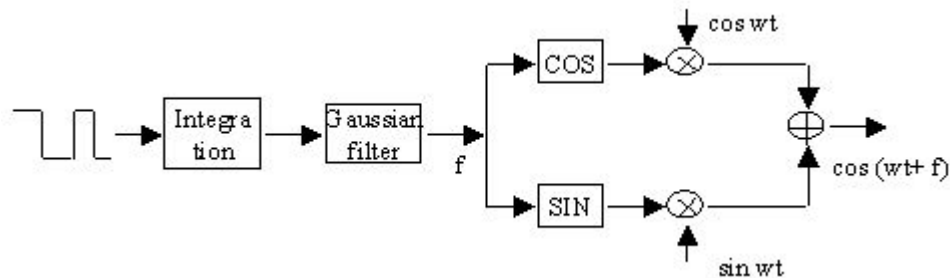 cos wt
COS
Integra
tion
Gaussian
filter
f
cos (wt+ f)
SIN
sin wt